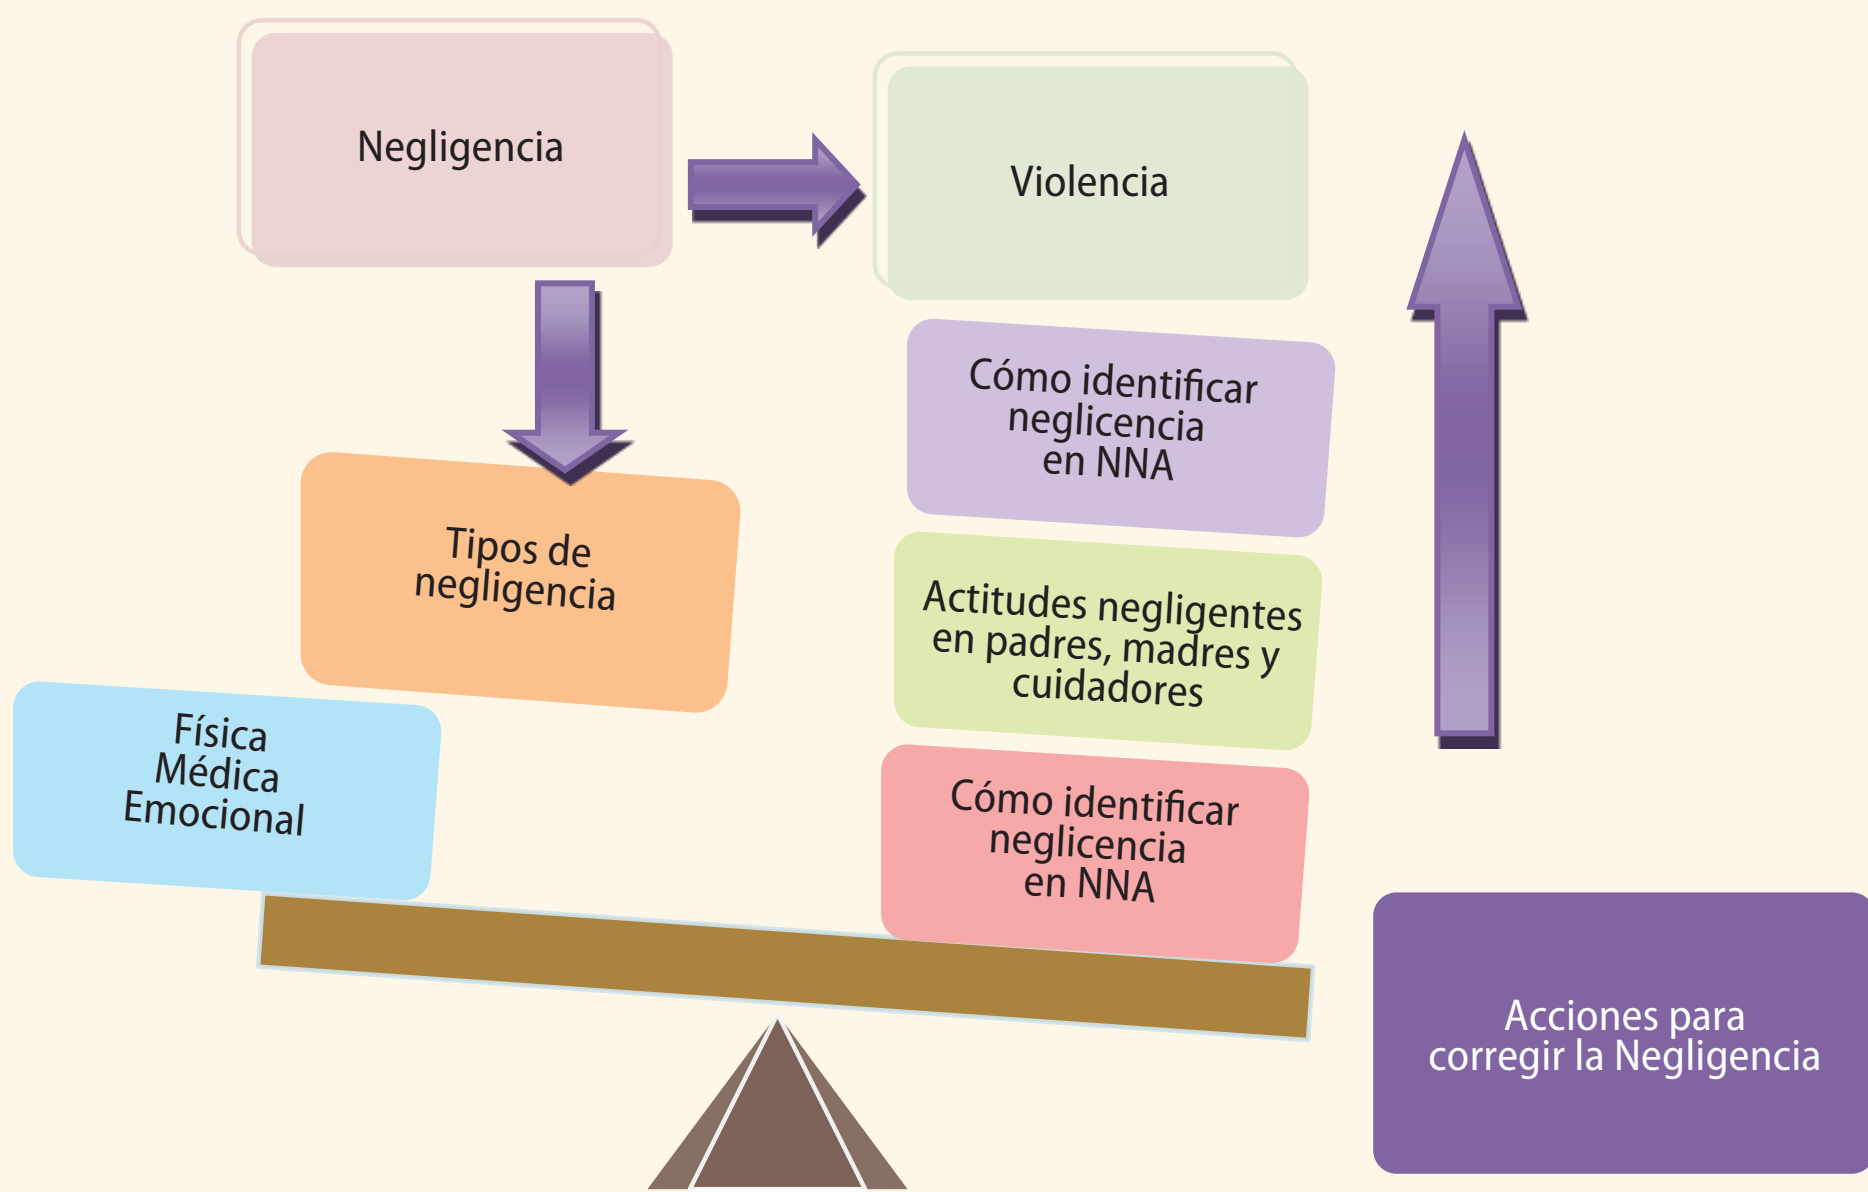 Negligencia
Violencia
Cómo identificar
neglicencia
en NNA
Tipos de
negligencia
Actitudes negligentes
en padres, madres y
cuidadores
Física
Médica
Emocional
Cómo identificar
neglicencia
en NNA
Acciones para
corregir la Negligencia